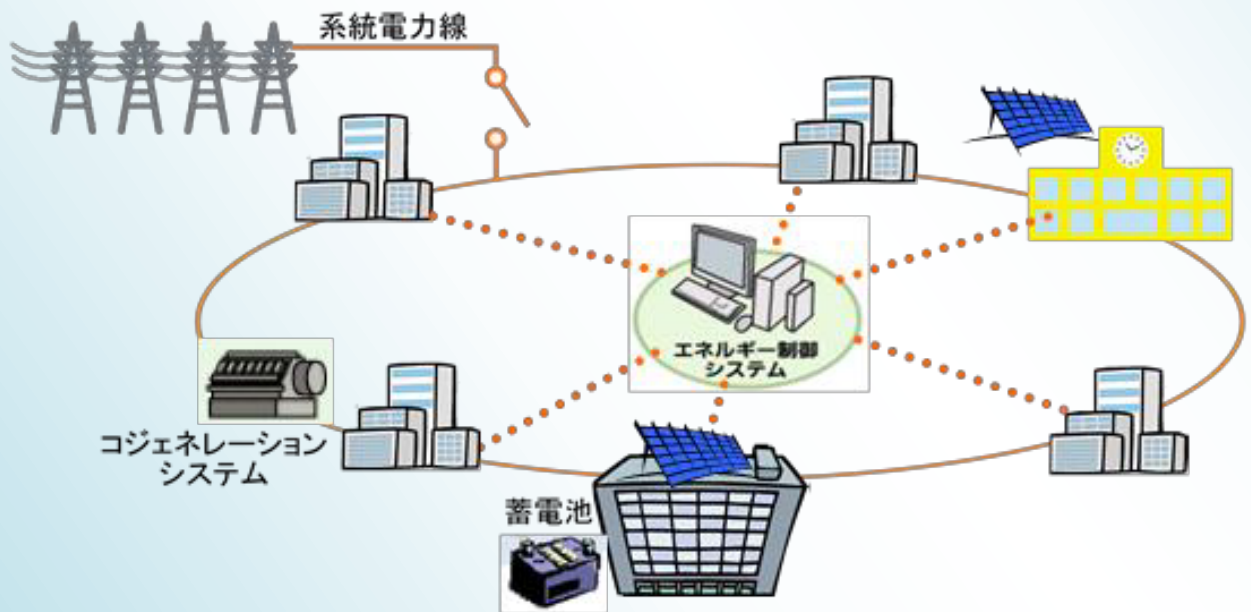 系統電力線
エネルギー制御
システム
コジェネレーション
システム
蓄電池